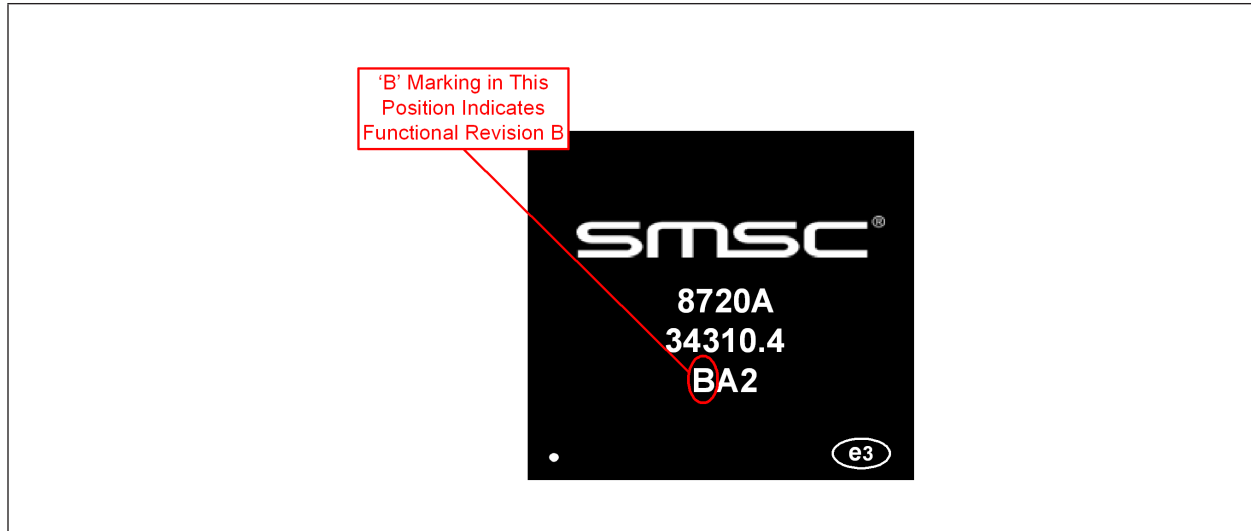 ‘B’ Marking in This
Position Indicates
Functional Revision B
smsc®
8720A
34310.4
BA2
e3